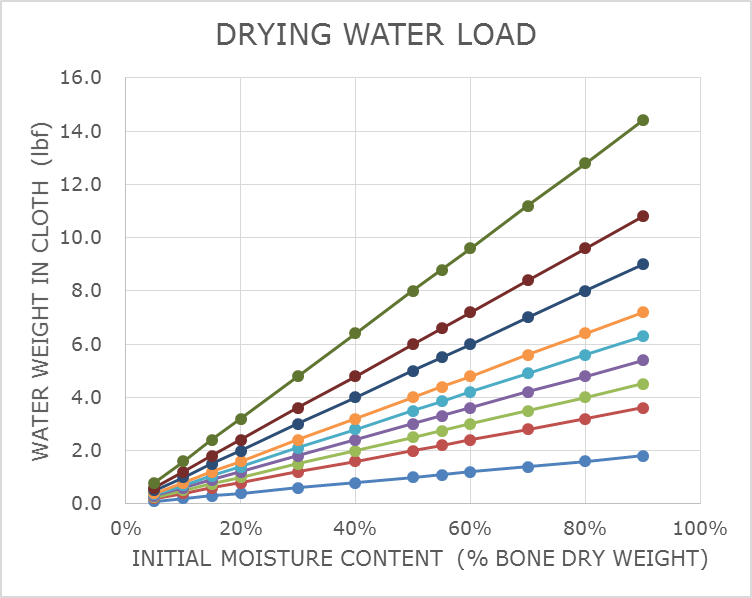 DRYING WATER LOAD
WATER WEIGHT IN CLOTH (lbf)
16.0
14.0
12.0
10.0
8.0
6.0
4.0
2.0
0.0
0% 20% 40% 60% 80% 100%
INITIAL MOISTURE CONTENT (% BONE DRY WEIGHT)